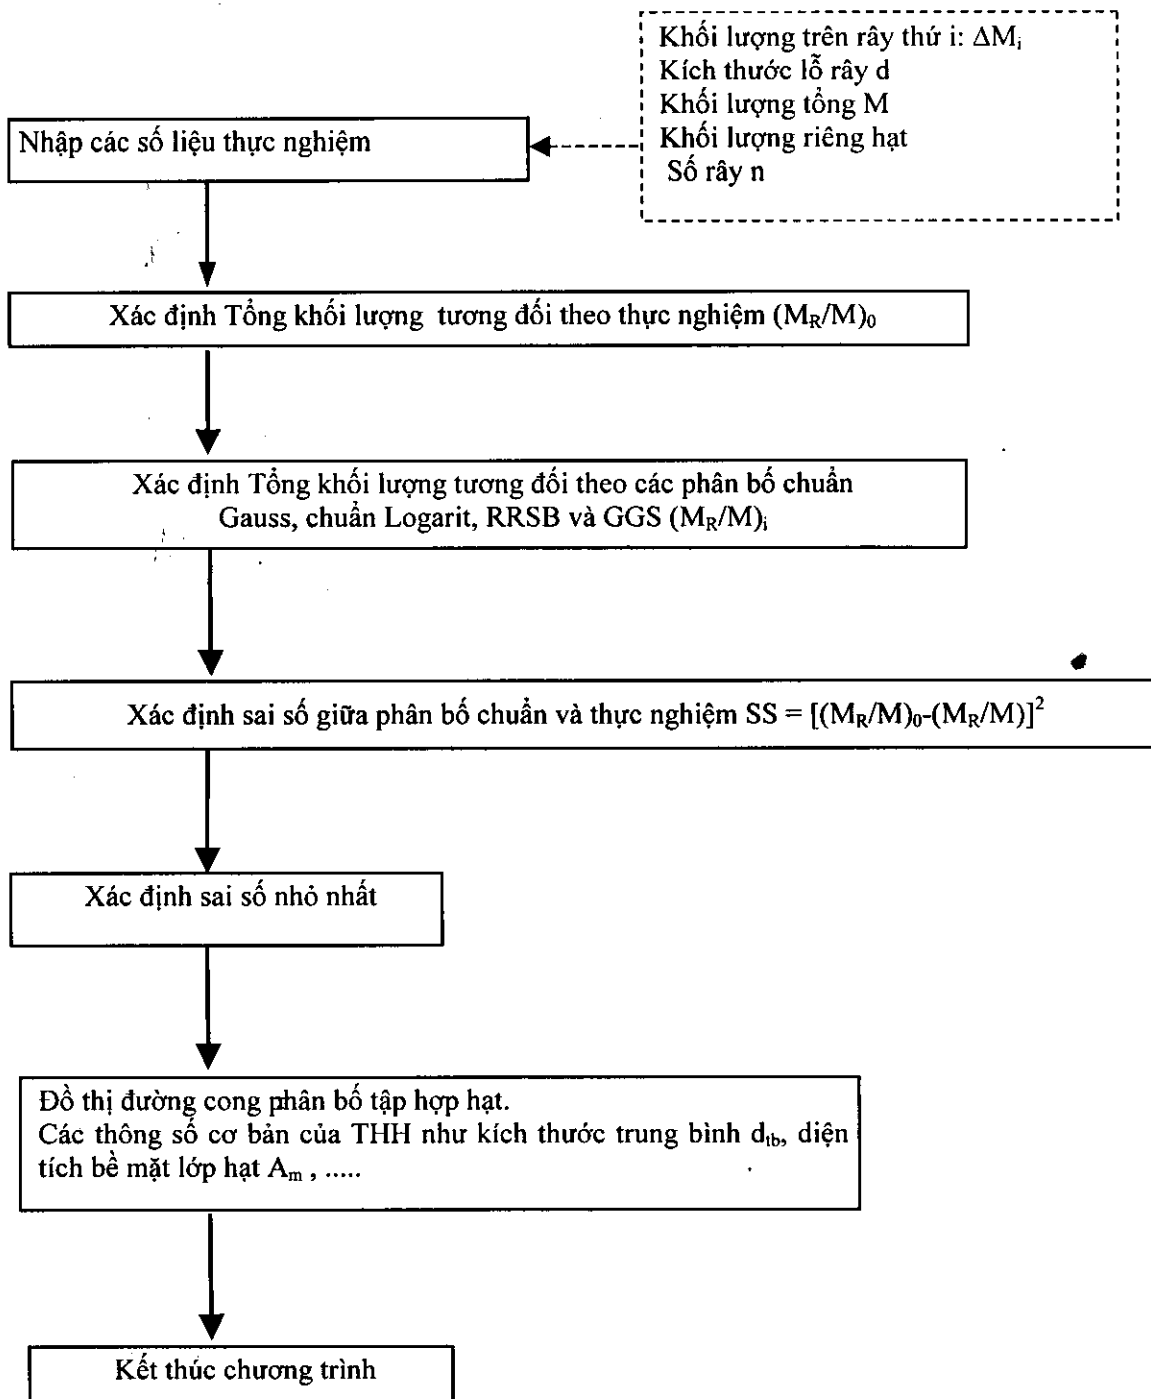 Khối lượng trên rây thứ i: ΔMᵢ
Kích thước lỗ rây d
Khối lượng tổng M
Khối lượng riêng hạt
Số rây n
Nhập các số liệu thực nghiệm
Xác định Tổng khối lượng tương đối theo thực nghiệm (M_R/M)₀
Xác định Tổng khối lượng tương đối theo các phân bố chuẩn
Gauss, chuẩn Logarit, RRSB và GGS (M_R/M)ᵢ
Xác định sai số giữa phân bố chuẩn và thực nghiệm SS = [(M_R/M)₀-(M_R/M)]²
Xác định sai số nhỏ nhất
Đồ thị đường cong phân bố tập hợp hạt.
Các thông số cơ bản của THH như kích thước trung bình d_tb, diện
tích bề mặt lớp hạt A_m , .....
Kết thúc chương trình